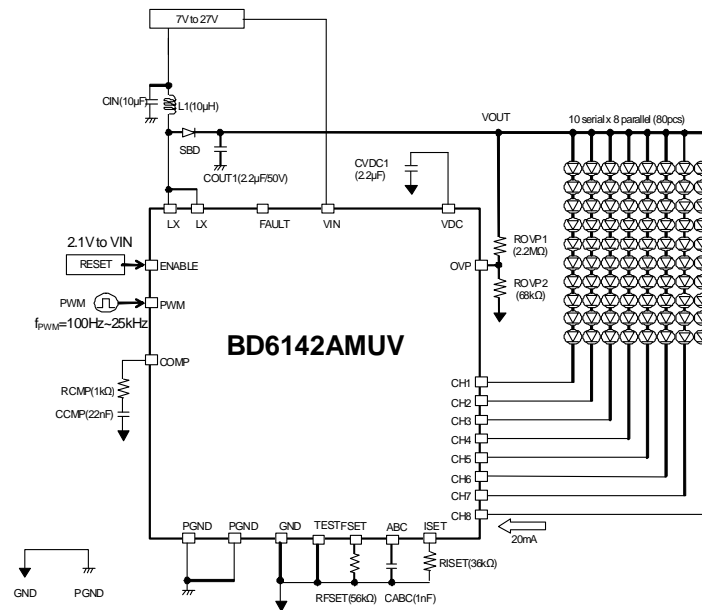 7V to 27V
CIN(10µF)
L1(10µH)
SBD
COUT1(2.2µF/50V)
VOUT
10 serial x 8 parallel (80pcs)
CVDC1
(2.2µF)
LX
LX
FAULT
VIN
VDC
2.1V to VIN
RESET
ENABLE
PWM
PWM
fPWM=100Hz~25kHz
COMP
RCMP(1kΩ)
CCMP(22nF)
BD6142AMUV
OVP
ROVP1
(2.2MΩ)
ROVP2
(68kΩ)
CH1
CH2
CH3
CH4
CH5
CH6
CH7
CH8
20mA
PGND
PGND
GND
TEST
FSET
ABC
ISET
RISET(36kΩ)
RFSET(56kΩ)
CABC(1nF)
GND
PGND